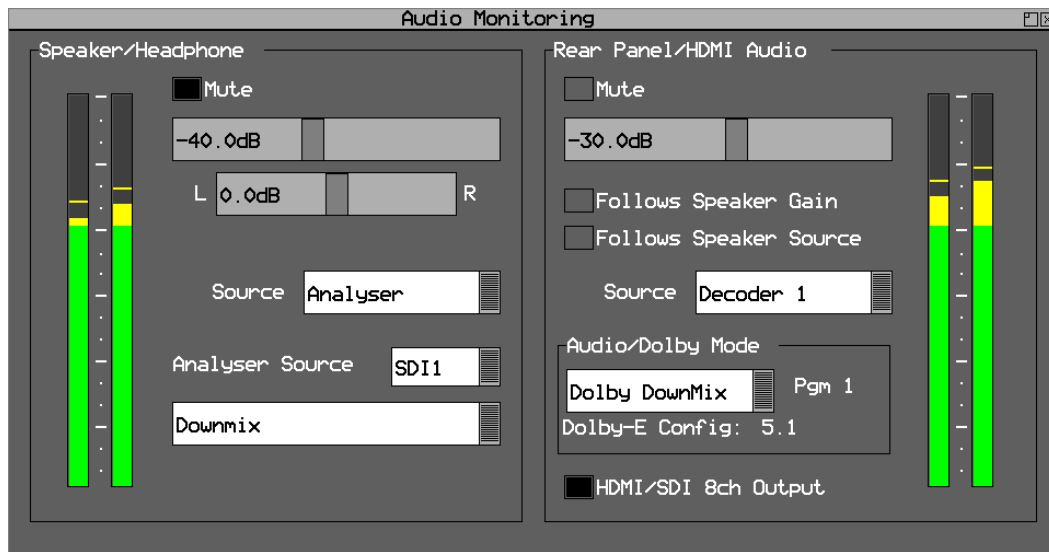 Audio Monitoring
Speaker/Headphone
Mute
-40.0dB
L 0.0dB R
Source Analyser
Analyser Source SDI1
Downmix
Rear Panel/HDMI Audio
Mute
-30.0dB
Follows Speaker Gain
Follows Speaker Source
Source Decoder 1
Audio/Dolby Mode
Dolby DownMix Pgm 1
Dolby-E Config: 5.1
HDMI/SDI 8ch Output